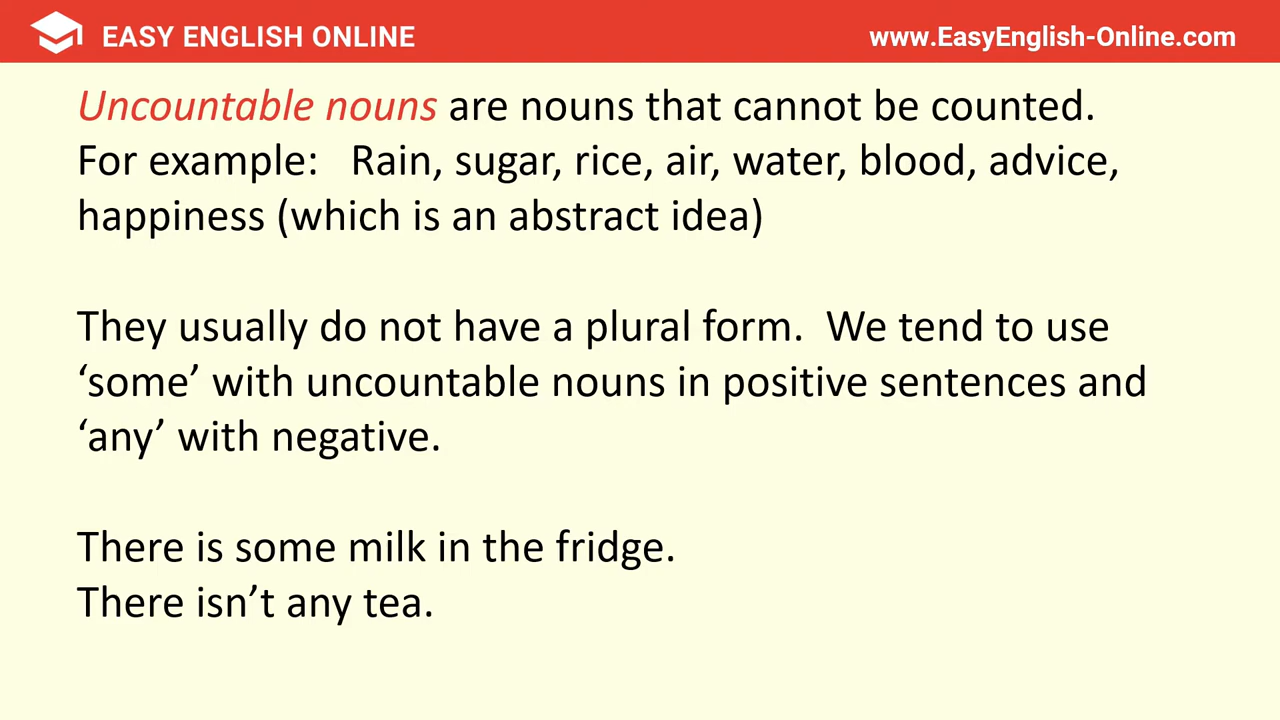 EASY ENGLISH ONLINE
www.EasyEnglish-Online.com
Uncountable nouns are nouns that cannot be counted.
For example:   Rain, sugar, rice, air, water, blood, advice,
happiness (which is an abstract idea)
They usually do not have a plural form.  We tend to use
‘some’ with uncountable nouns in positive sentences and
‘any’ with negative.
There is some milk in the fridge.
There isn’t any tea.